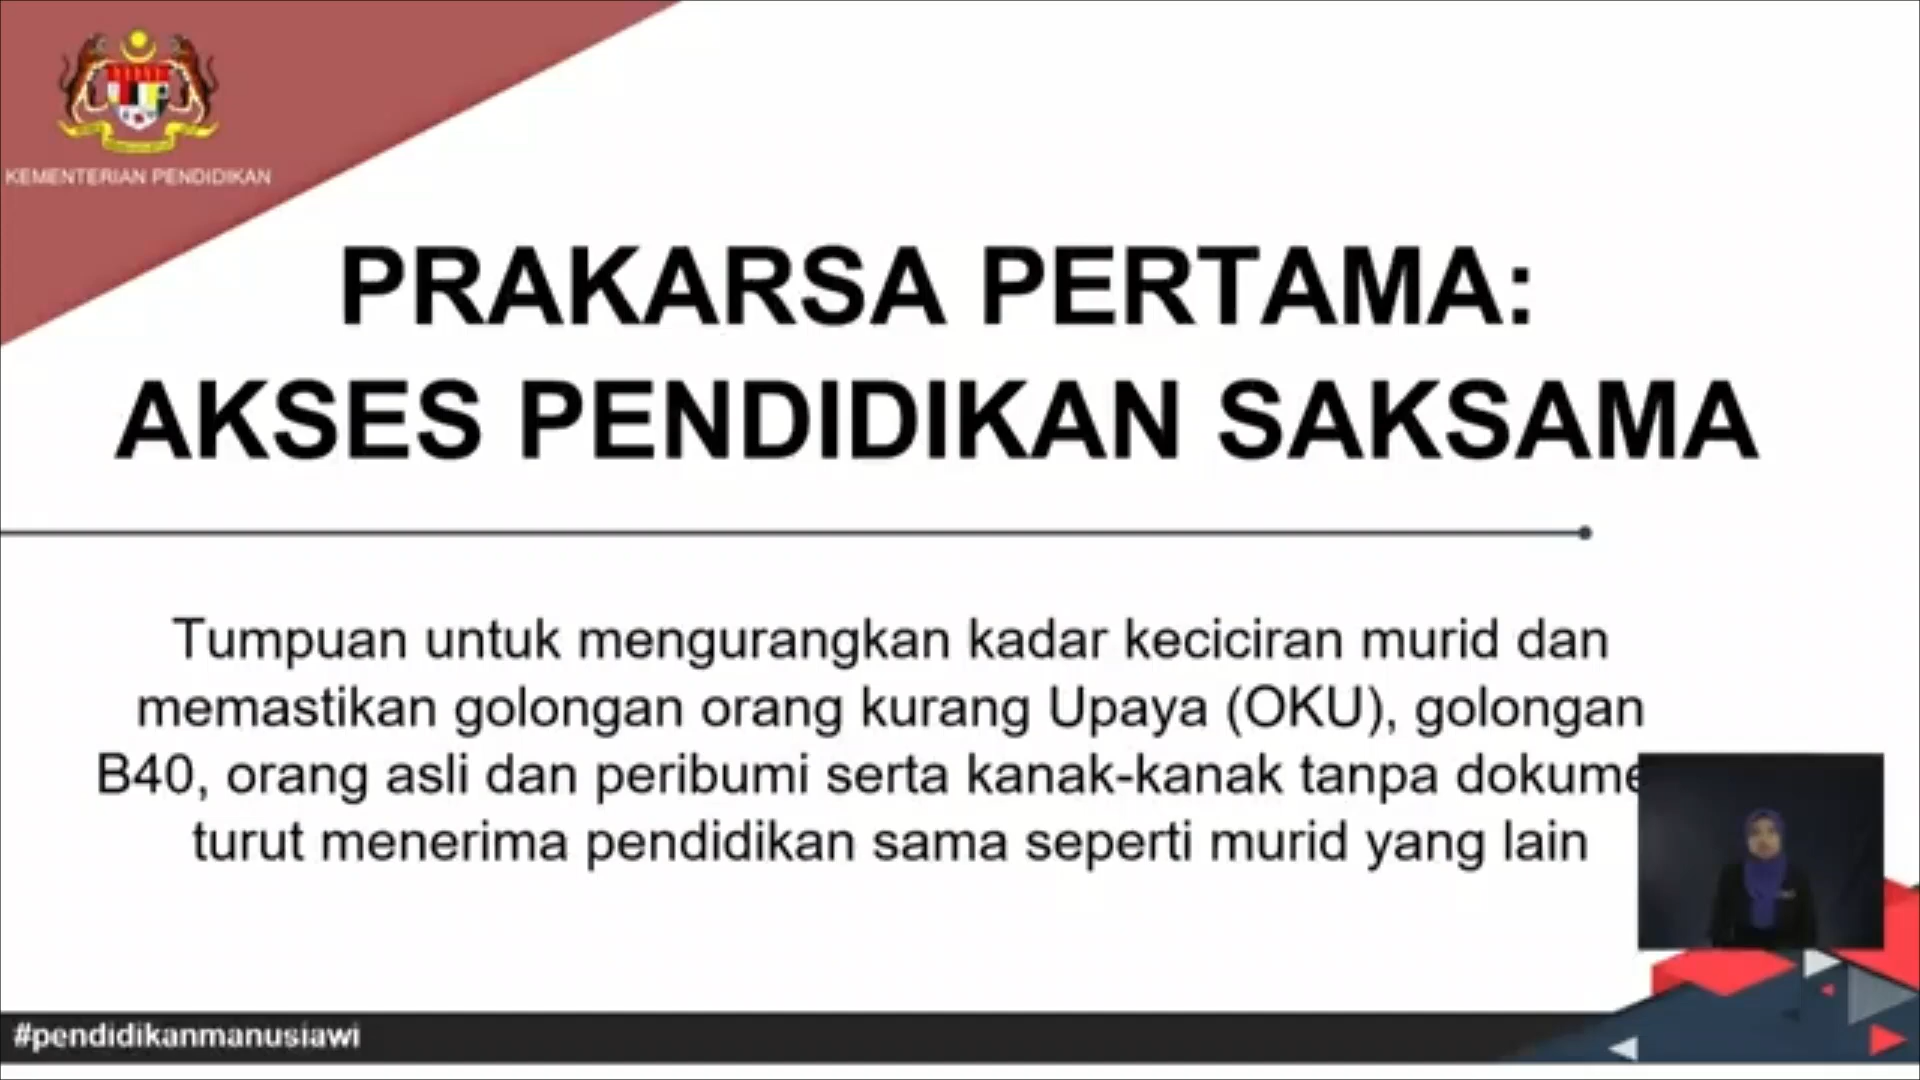 KEMENTERIAN PENDIDIKAN
PRAKARSA PERTAMA:
AKSES PENDIDIKAN SAKSAMA
Tumpuan untuk mengurangkan kadar keciciran murid dan
memastikan golongan orang kurang Upaya (OKU), golongan
B40, orang asli dan peribumi serta kanak-kanak tanpa dokume
turut menerima pendidikan sama seperti murid yang lain
#pendidikanmanusiawi